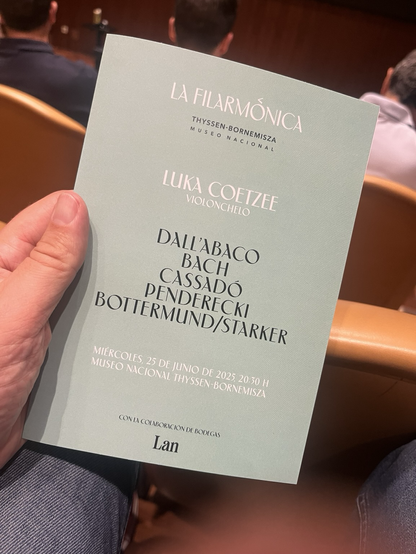 LA FILARMÓNICA
THYSSEN-BORNEMISZA
MUSEO NACIONAL
LUKA COETZEE
VIOLONCHELO
DALL'ABACO
BACH
CASSADÓ
PENDERECKI
BOTTERMUND/STARKER
MIÉRCOLES, 25 DE JUNIO DE 2025 20:30 H
MUSEO NACIONAL THYSSEN-BORNEMISZA
CON LA COLABORACIÓN DE BODEGAS
Lan